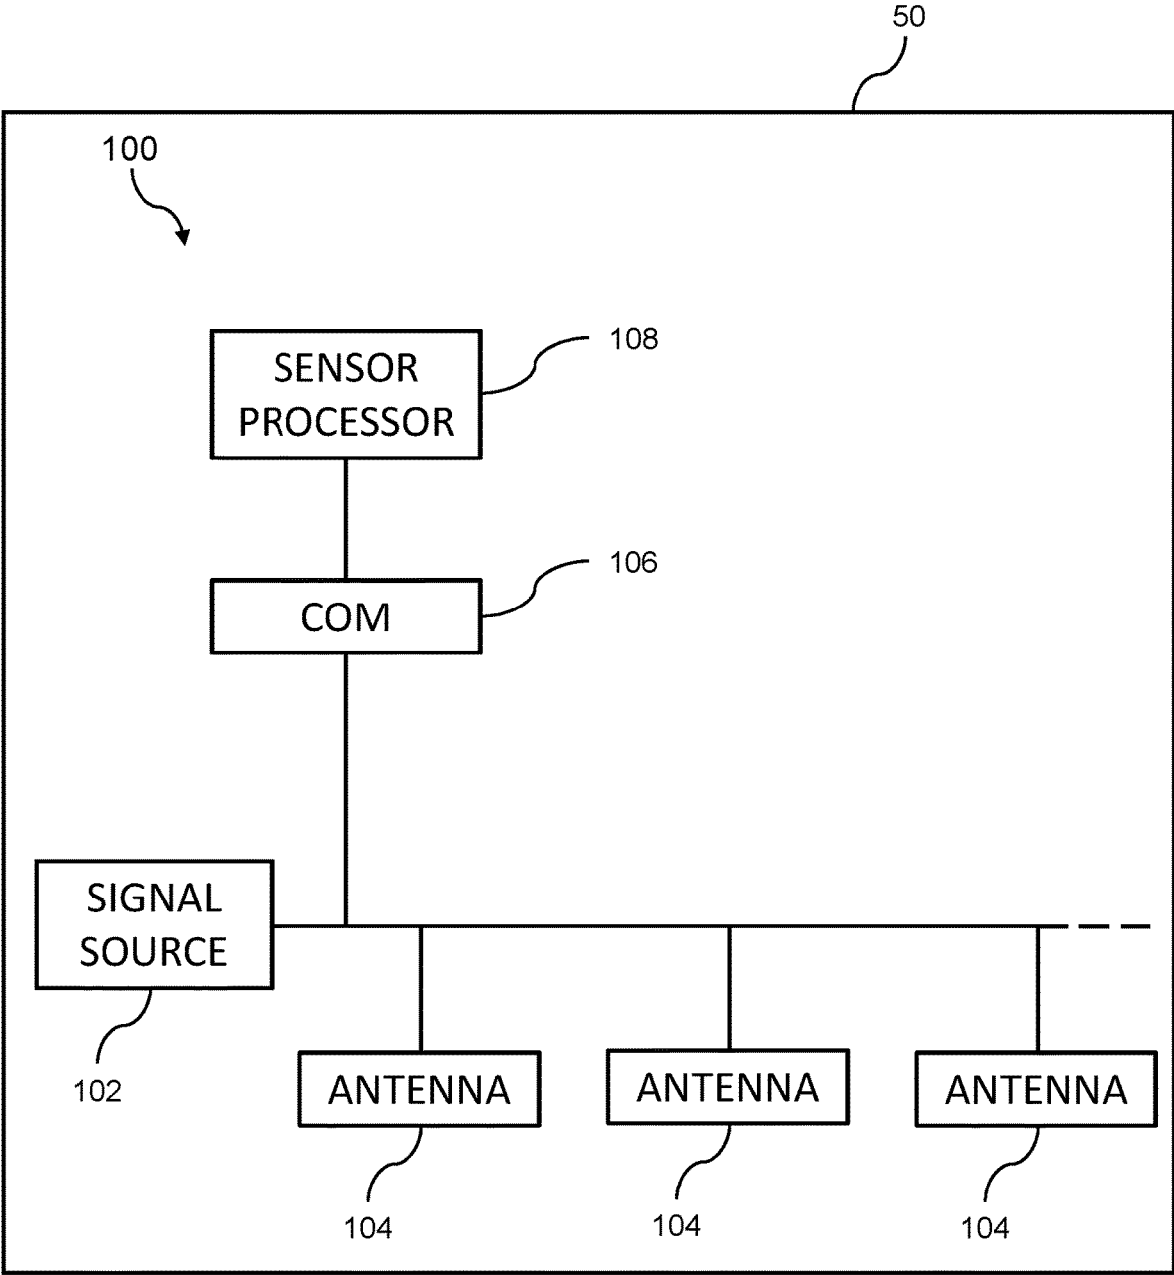 50
100
SENSOR
PROCESSOR
108
COM
106
SIGNAL
SOURCE
102
ANTENNA
ANTENNA
ANTENNA
104
104
104